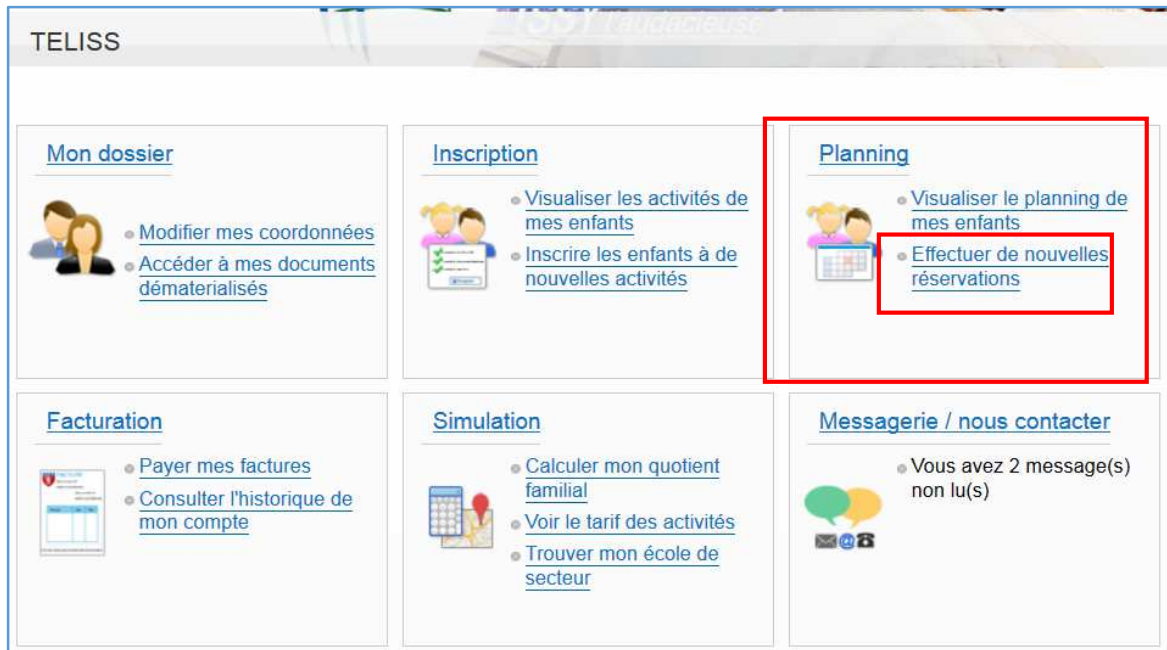 ISSY l'audacieuse
TELISS
Mon dossier
Modifier mes coordonnées
Accéder à mes documents
dématerialisés
Inscription
Visualiser les activités de
mes enfants
Inscrire les enfants à de
nouvelles activités
Planning
Visualiser le planning de
mes enfants
Effectuer de nouvelles
réservations
Facturation
Payer mes factures
Consulter l'historique de
mon compte
Simulation
Calculer mon quotient
familial
Voir le tarif des activités
Trouver mon école de
secteur
Messagerie / nous contacter
Vous avez 2 message(s)
non lu(s)